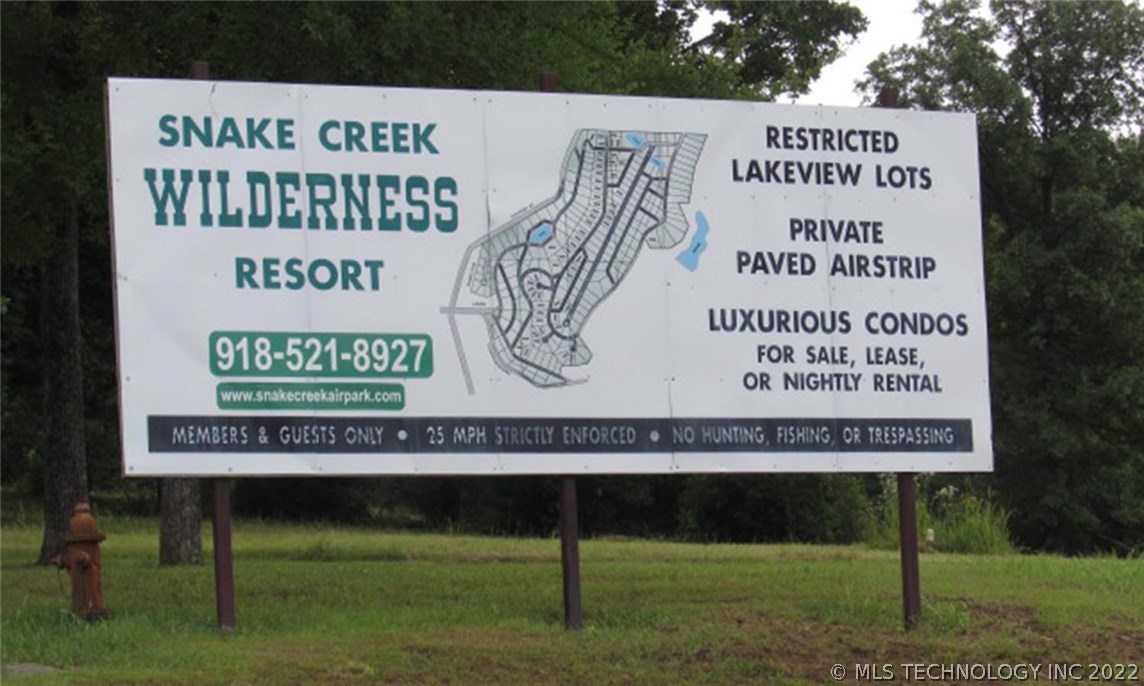 SNAKE CREEK
WILDERNESS
RESORT
918-521-8927
www.snakecreekairpark.com
RESTRICTED
LAKEVIEW LOTS
PRIVATE
PAVED AIRSTRIP
LUXURIOUS CONDOS
FOR SALE, LEASE,
OR NIGHTLY RENTAL
MEMBERS & GUESTS ONLY • 25 MPH STRICTLY ENFORCED • NO HUNTING, FISHING, OR TRESPASSING
© MLS TECHNOLOGY INC 2022